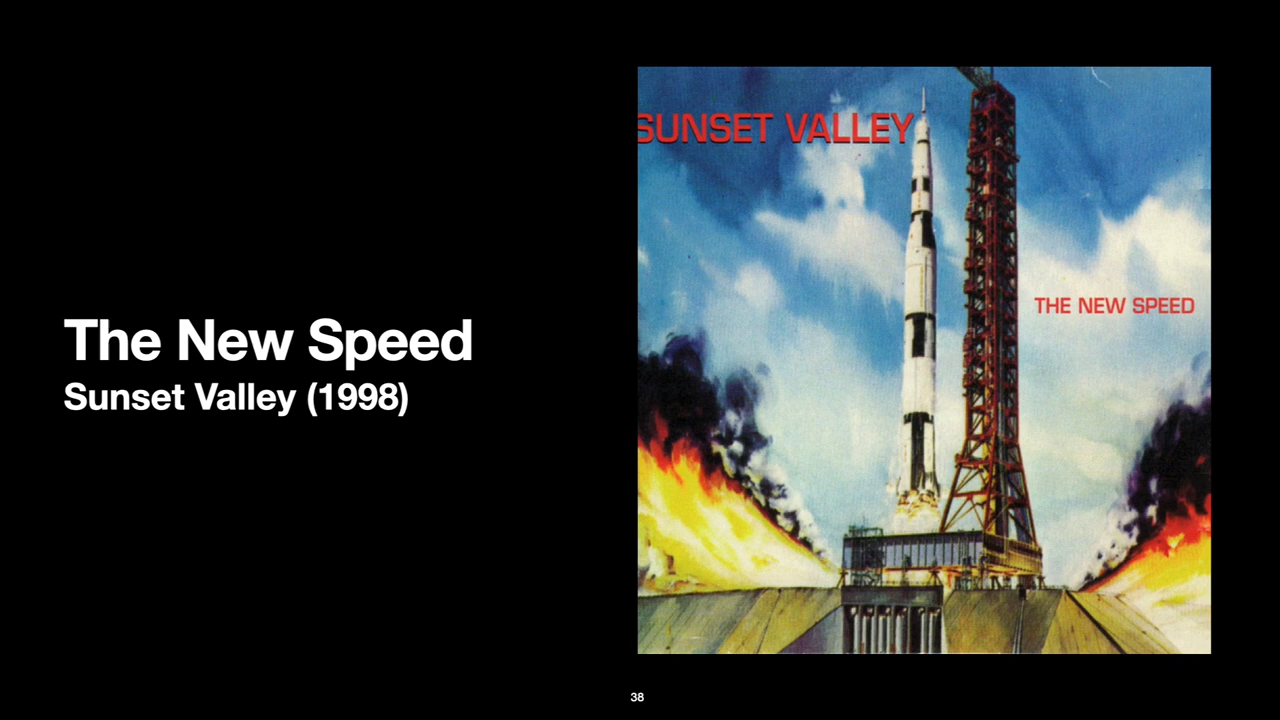 The New Speed
Sunset Valley (1998)
SUNSET VALLEY
THE NEW SPEED
38